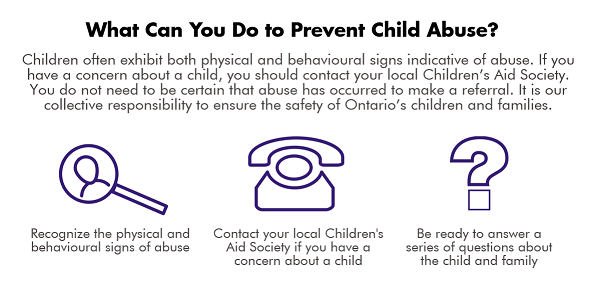 What Can You Do to Prevent Child Abuse?
Children often exhibit both physical and behavioural signs indicative of abuse. If you
have a concern about a child, you should contact your local Children's Aid Society.
You do not need to be certain that abuse has occurred to make a referral. It is our
collective responsibility to ensure the safety of Ontario's children and families.
Recognize the physical and
behavioural signs of abuse
Contact your local Children's
Aid Society if you have a
concern about a child
Be ready to answer a
series of questions about
the child and family